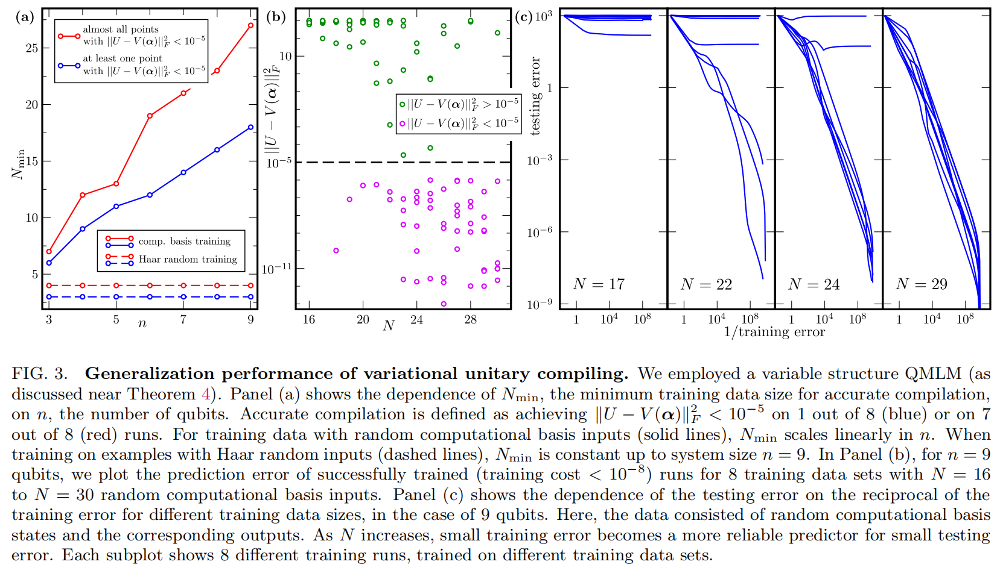 (a)
almost all points
with ||U − V(α)||²_F < 10⁻⁵
at least one point
with ||U − V(α)||²_F < 10⁻⁵
comp. basis training
Haar random training
N_min
25
20
15
10
5
3 5 7 9
n
(b)
||U − V(α)||²_F
10
10⁻⁵
10⁻¹¹
||U − V(α)||²_F > 10⁻⁵
||U − V(α)||²_F < 10⁻⁵
16 20 24 28
N
(c)
testing error
10³
1
10⁻³
10⁻⁶
10⁻⁹
N = 17 N = 22 N = 24 N = 29
1 10⁴ 10⁸ 1 10⁴ 10⁸ 1 10⁴ 10⁸ 1 10⁴ 10⁸
1/training error
FIG. 3. Generalization performance of variational unitary compiling. We employed a variable structure QMLM (as
discussed near Theorem 4). Panel (a) shows the dependence of N_min, the minimum training data size for accurate compilation,
on n, the number of qubits. Accurate compilation is defined as achieving ‖U − V(α)‖²_F < 10⁻⁵ on 1 out of 8 (blue) or on 7
out of 8 (red) runs. For training data with random computational basis inputs (solid lines), N_min scales linearly in n. When
training on examples with Haar random inputs (dashed lines), N_min is constant up to system size n = 9. In Panel (b), for n = 9
qubits, we plot the prediction error of successfully trained (training cost < 10⁻⁸) runs for 8 training data sets with N = 16
to N = 30 random computational basis inputs. Panel (c) shows the dependence of the testing error on the reciprocal of the
training error for different training data sizes, in the case of 9 qubits. Here, the data consisted of random computational basis
states and the corresponding outputs. As N increases, small training error becomes a more reliable predictor for small testing
error. Each subplot shows 8 different training runs, trained on different training data sets.